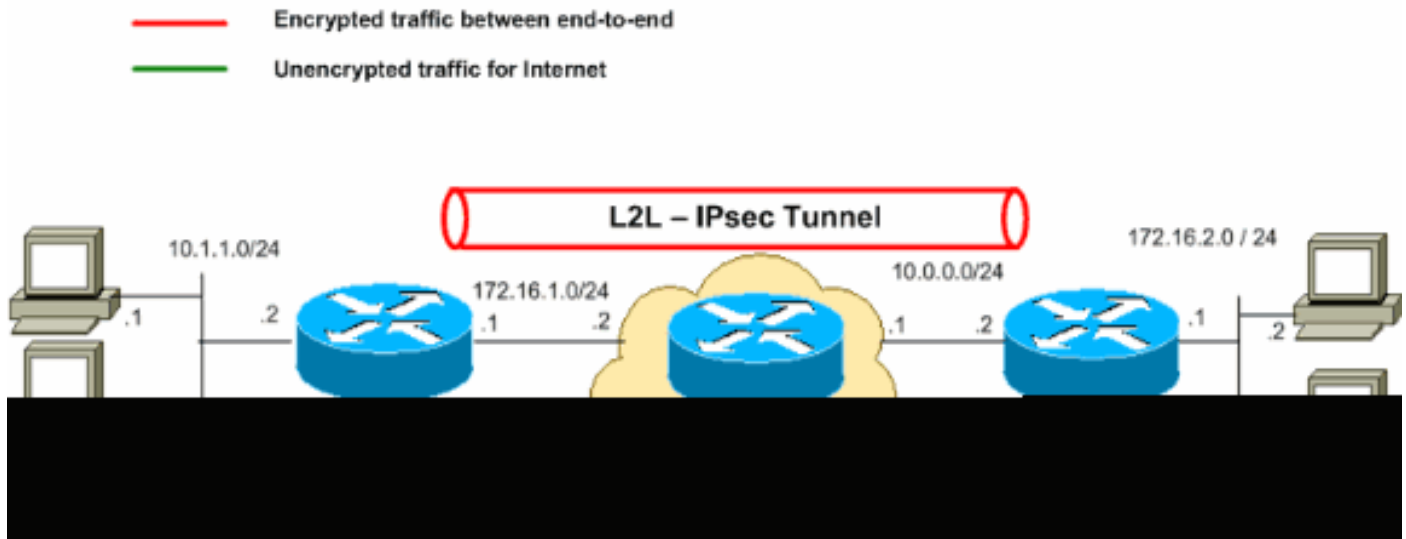 Encrypted traffic between end-to-end
Unencrypted traffic for Internet
L2L – IPsec Tunnel
10.1.1.0/24
172.16.1.0/24
10.0.0.0/24
172.16.2.0 / 24
.1
.2
.1
.2
.1
.2
.1
.2